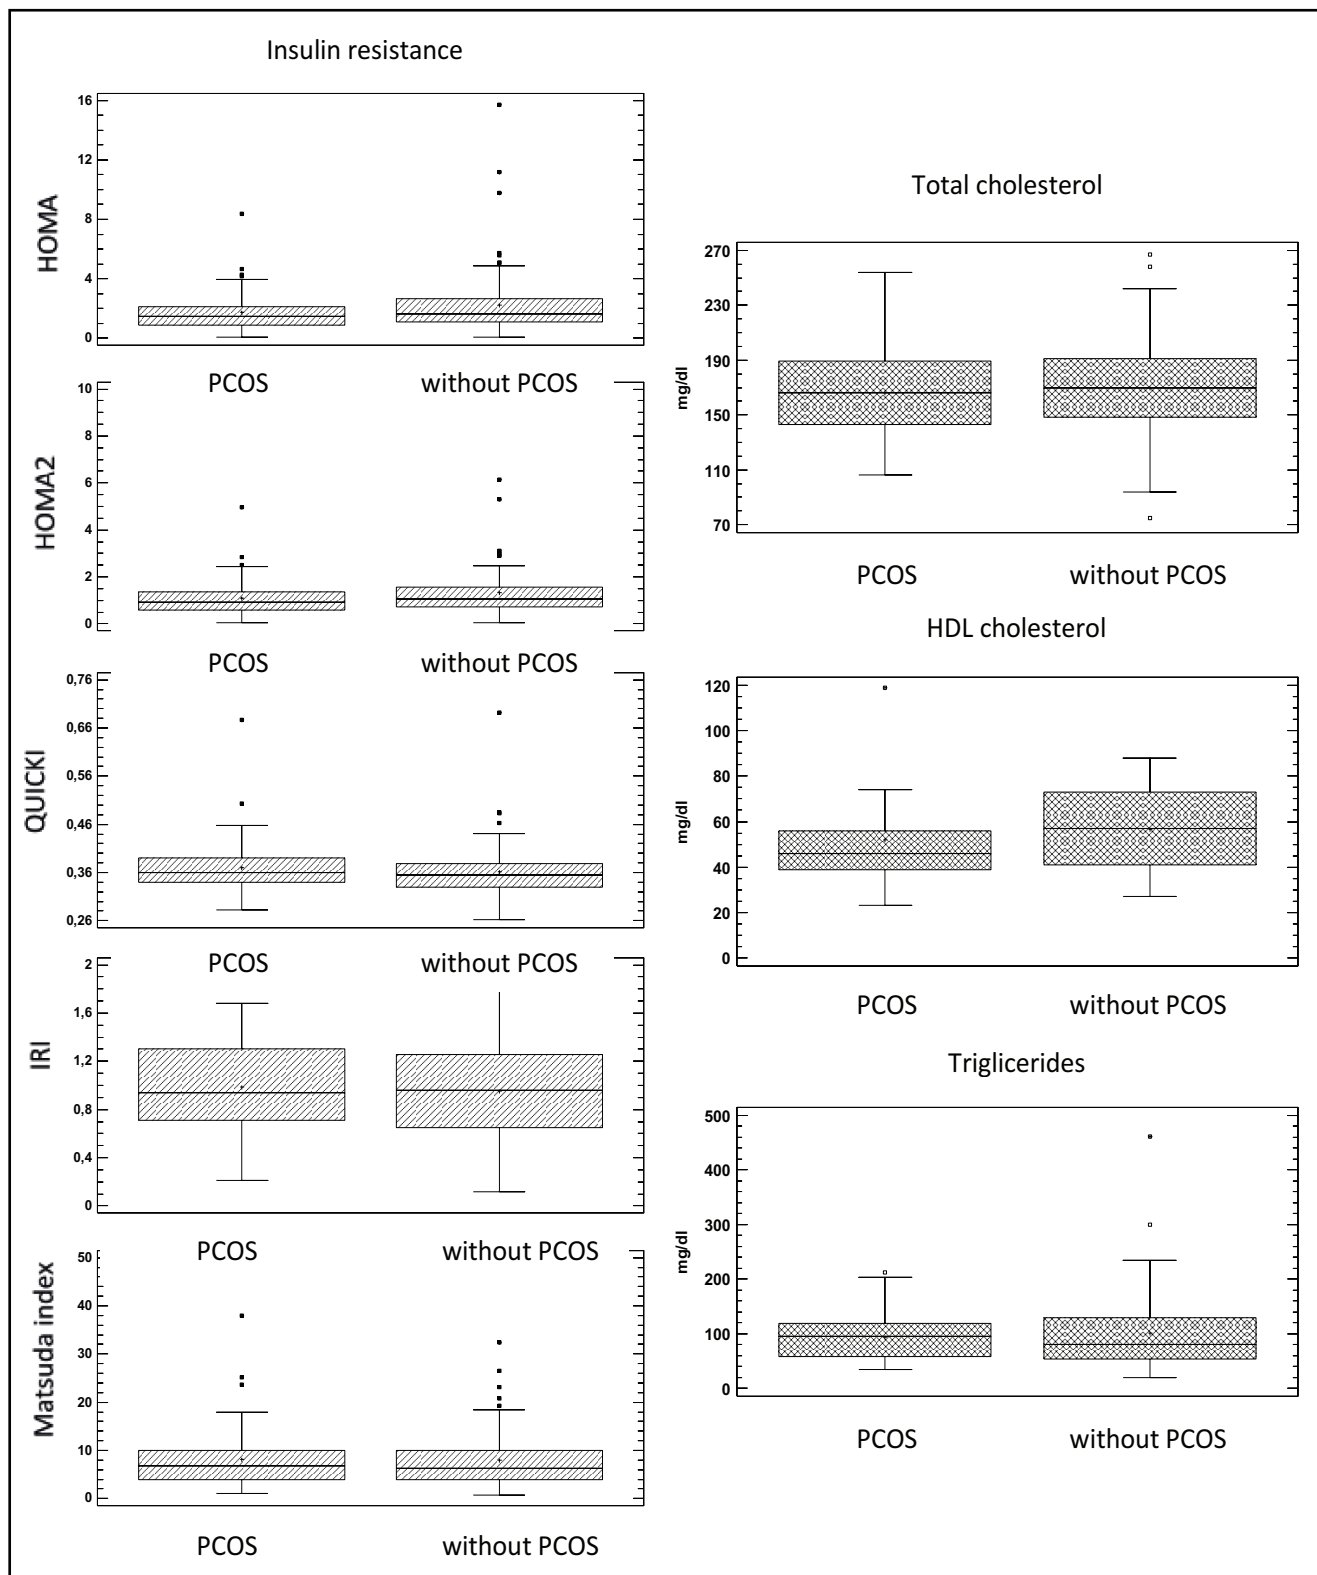 Insulin resistance
HOMA
16
12
8
4
0
PCOS without PCOS
HOMA2
10
8
6
4
2
0
PCOS without PCOS
QUICKI
0,76
0,66
0,56
0,46
0,36
0,26
PCOS without PCOS
IRI
2
1,6
1,2
0,8
0,4
0
PCOS without PCOS
Matsuda index
50
40
30
20
10
0
PCOS without PCOS
Total cholesterol
mg/dl
270
230
190
150
110
70
PCOS without PCOS
HDL cholesterol
mg/dl
120
100
80
60
40
20
0
PCOS without PCOS
Triglicerides
mg/dl
500
400
300
200
100
0
PCOS without PCOS